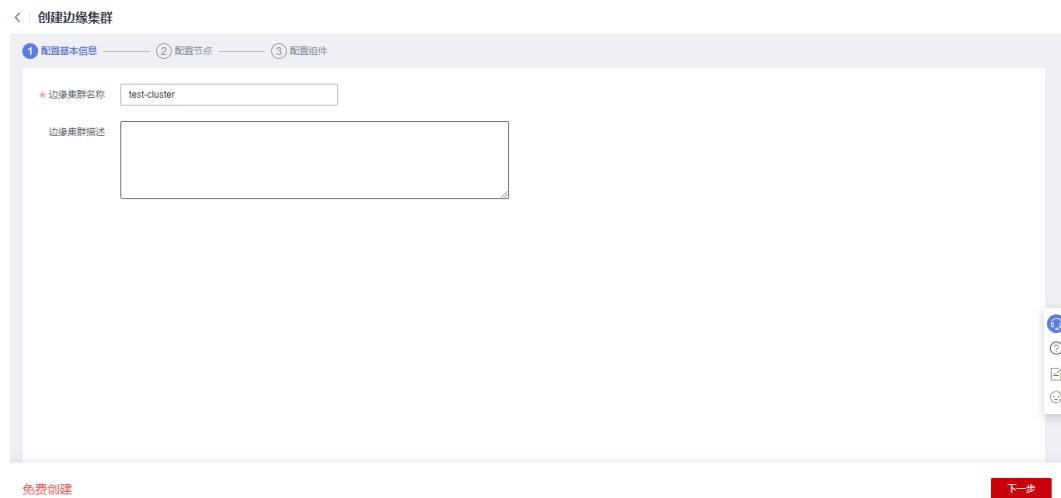 创建边缘集群
1 配置基本信息 2 配置节点 3 配置组件
* 边缘集群名称 test-cluster
边缘集群描述
免费创建 下一步